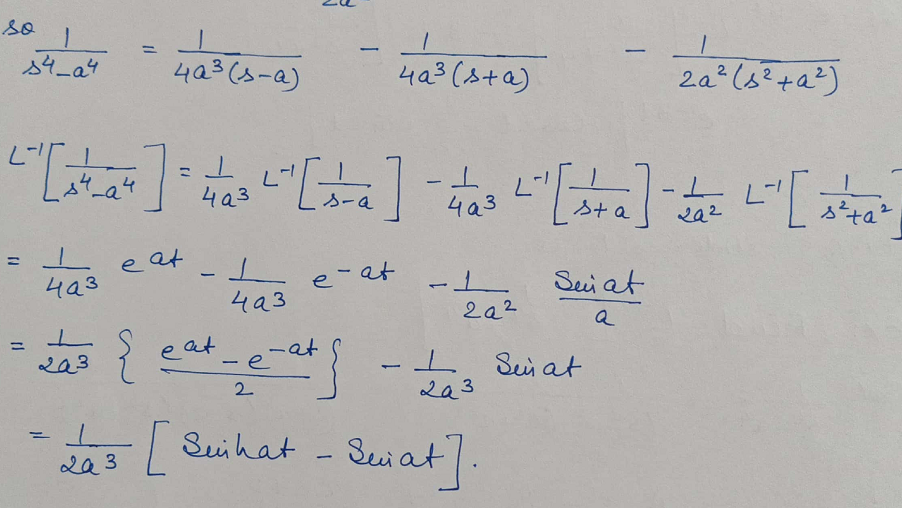 2a
so 1/(s⁴-a⁴) = 1/(4a³(s-a)) - 1/(4a³(s+a)) - 1/(2a²(s²+a²))
L⁻¹[1/(s⁴-a⁴)] = 1/(4a³) L⁻¹[1/(s-a)] - 1/(4a³) L⁻¹[1/(s+a)] - 1/(2a²) L⁻¹[1/(s²+a²)]
= 1/(4a³) e^(at) - 1/(4a³) e^(-at) - 1/(2a²) Sin at/a
= 1/(2a³) { (e^(at) - e^(-at))/2 } - 1/(2a³) Sin at
= 1/(2a³) [Sinhat - Sin at].